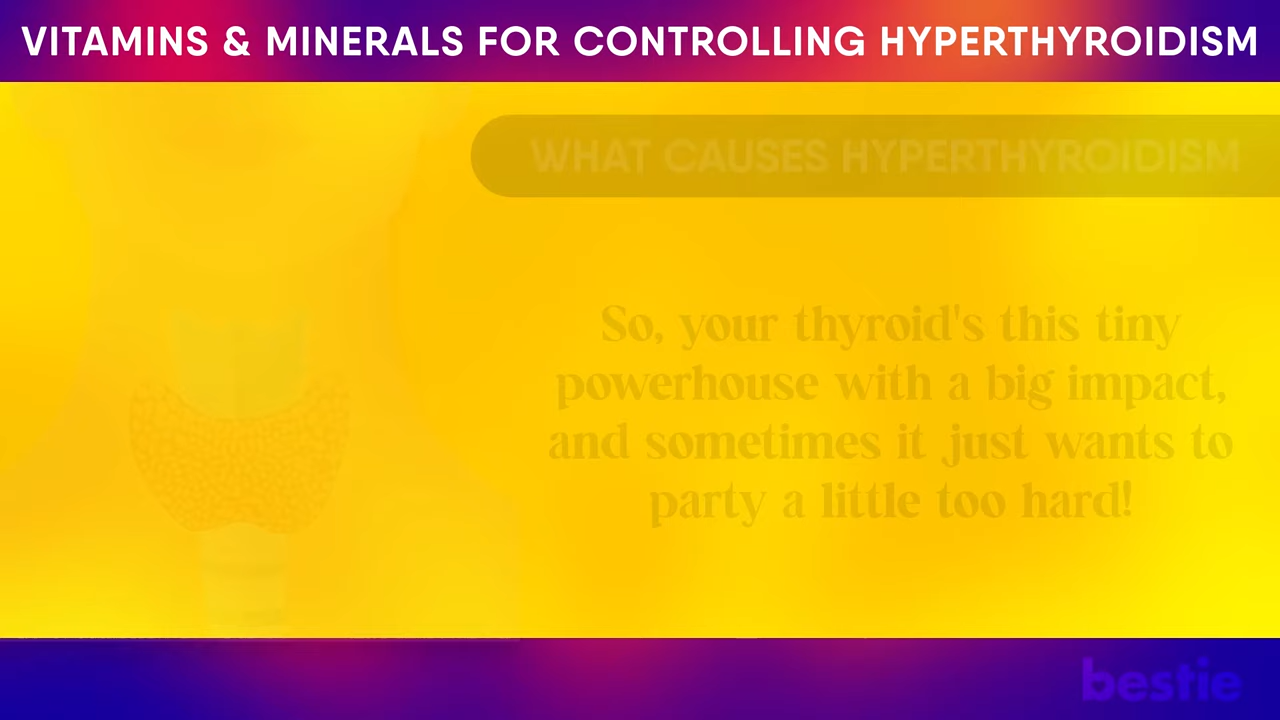 VITAMINS & MINERALS FOR CONTROLLING HYPERTHYROIDISM
WHAT CAUSES HYPERTHYROIDISM
So, your thyroid's this tiny
powerhouse with a big impact,
and sometimes it just wants to
party a little too hard!
bestie